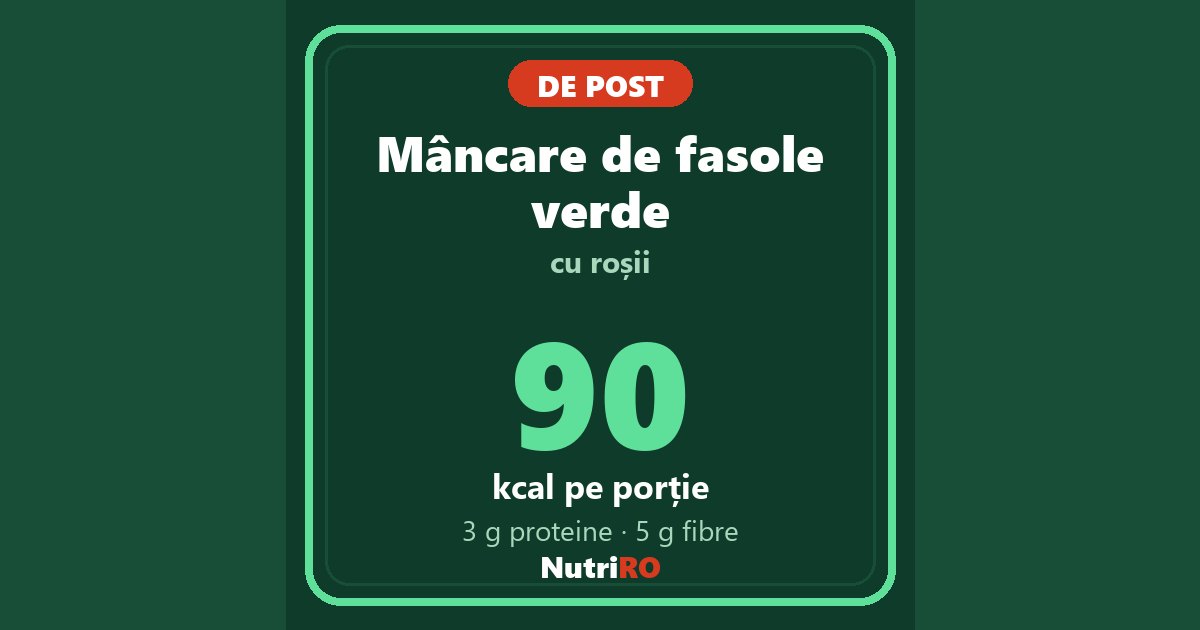 DE POST
Mâncare de fasole
verde
cu roșii
90
kcal pe porție
3 g proteine · 5 g fibre
NutriRO